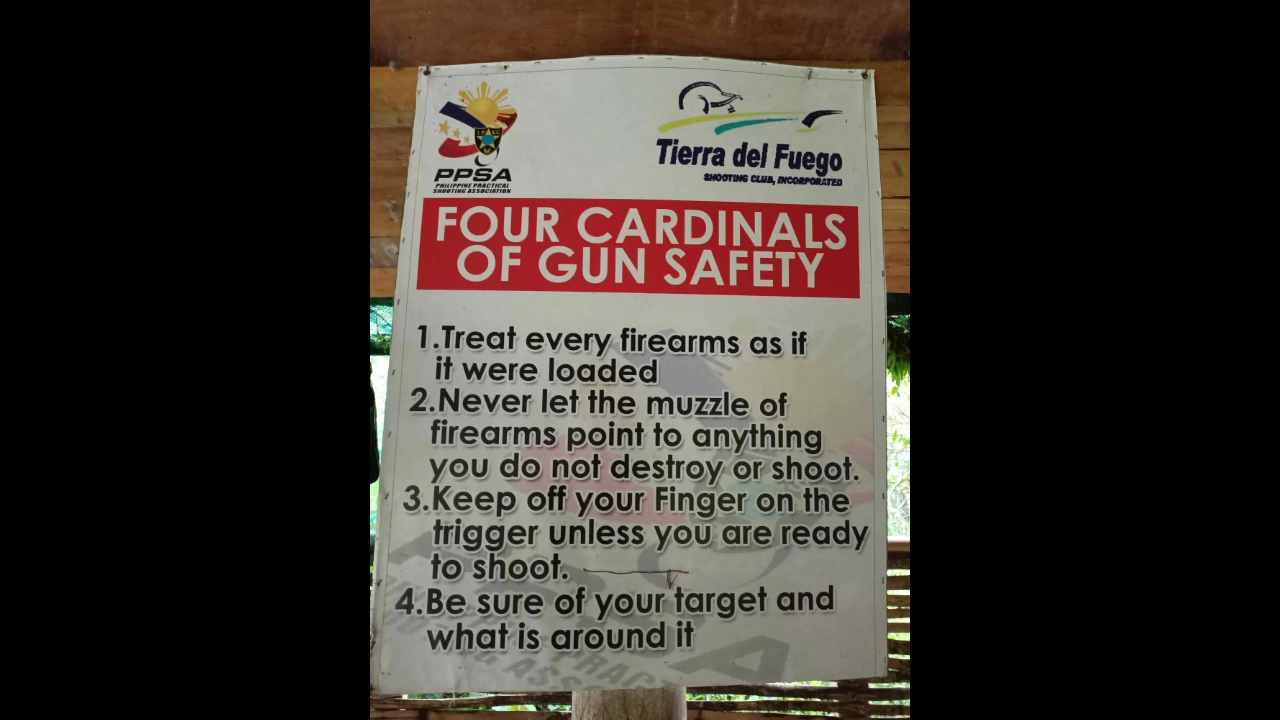 PPSA
PHILIPPINE PRACTICAL
SHOOTING ASSOCIATION
Tierra del Fuego
SHOOTING CLUB, INCORPORATED
FOUR CARDINALS
OF GUN SAFETY
1.Treat every firearms as if
it were loaded
2.Never let the muzzle of
firearms point to anything
you do not destroy or shoot.
3.Keep off your Finger on the
trigger unless you are ready
to shoot.
4.Be sure of your target and
what is around it